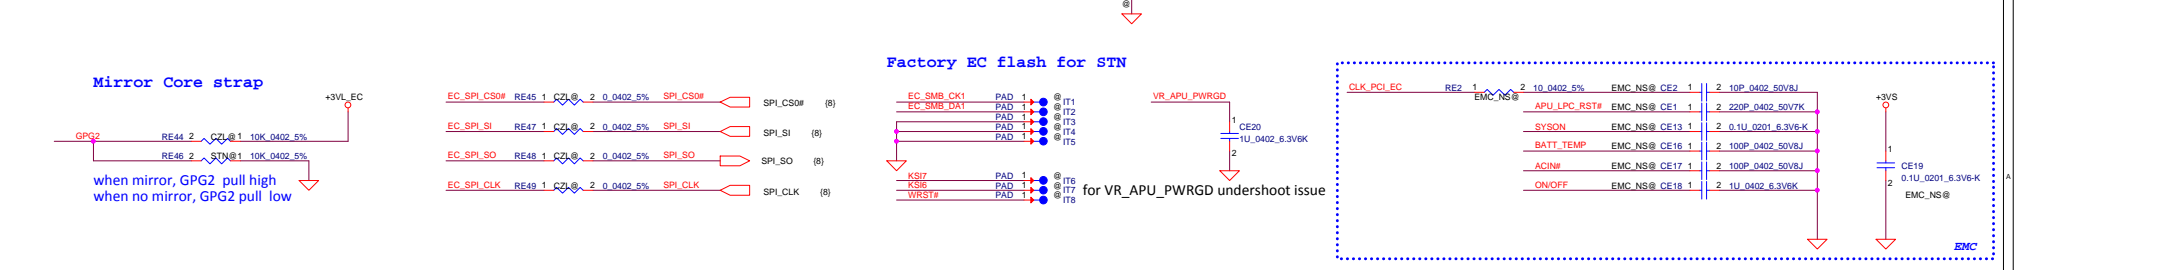 @
Mirror Core strap
+3VL_EC
GPG2
RE44 2 CZL@ 1 10K_0402_5%
RE46 2 STN@ 1 10K_0402_5%
when mirror, GPG2 pull high
when no mirror, GPG2 pull low
EC_SPI_CS0# RE45 1 CZL@ 2 0_0402_5% SPI_CS0# SPI_CS0# {8}
EC_SPI_SI RE47 1 CZL@ 2 0_0402_5% SPI_SI SPI_SI {8}
EC_SPI_SO RE48 1 CZL@ 2 0_0402_5% SPI_SO SPI_SO {8}
EC_SPI_CLK RE49 1 CZL@ 2 0_0402_5% SPI_CLK SPI_CLK {8}
Factory EC flash for STN
EC_SMB_CK1 PAD 1 @ IT1
EC_SMB_DA1 PAD 1 @ IT2
PAD 1 @ IT3
PAD 1 @ IT4
PAD 1 @ IT5
KSI7 PAD 1 @ IT6
KSI6 PAD 1 @ IT7
WRST# PAD 1 @ IT8
VR_APU_PWRGD
1
CE20
1U_0402_6.3V6K
2
for VR_APU_PWRGD undershoot issue
CLK_PCI_EC RE2 1 EMC_NS@ 2 10_0402_5% EMC_NS@ CE2 1 2 10P_0402_50V8J
APU_LPC_RST# EMC_NS@ CE1 1 2 220P_0402_50V7K
SYSON EMC_NS@ CE13 1 2 0.1U_0201_6.3V6-K
BATT_TEMP EMC_NS@ CE16 1 2 100P_0402_50V8J
ACIN# EMC_NS@ CE17 1 2 100P_0402_50V8J
ON/OFF EMC_NS@ CE18 1 2 1U_0402_6.3V6K
+3VS
1
CE19
0.1U_0201_6.3V6-K
2
EMC_NS@
EMC
A